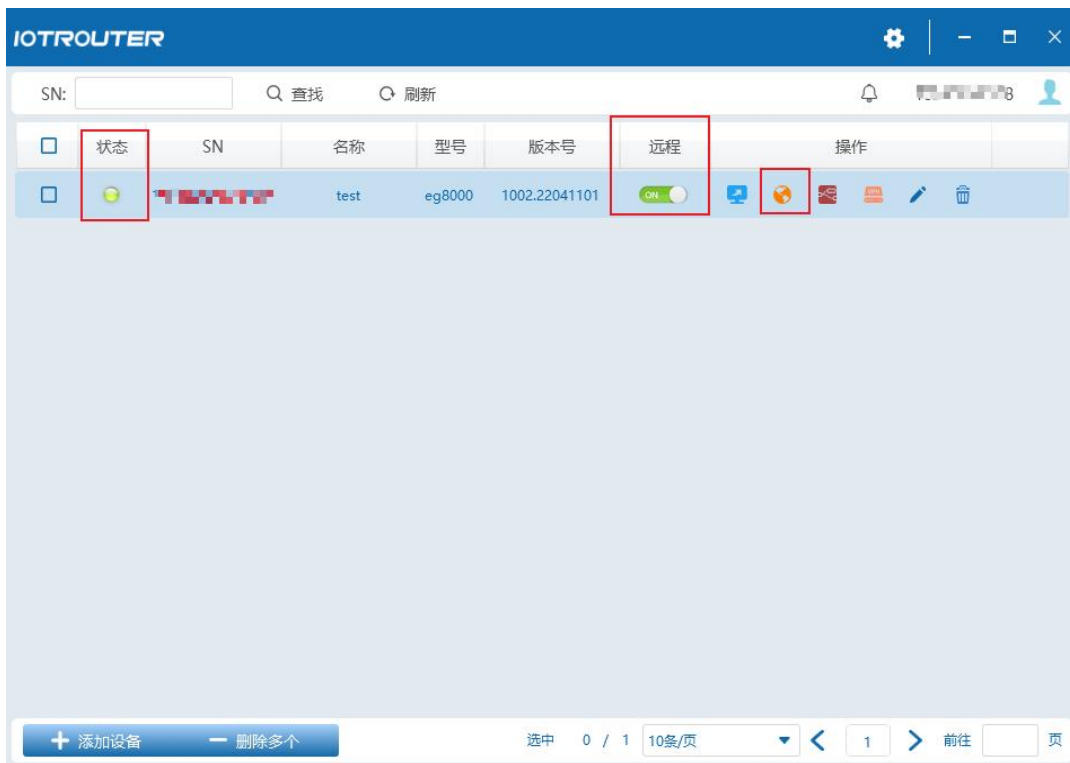 IOTROUTER
SN: 查找 刷新
状态 SN 名称 型号 版本号 远程 操作
test eg8000 1002.22041101 ON
添加设备 删除多个 选中 0 / 1 10条/页 1 前往 页